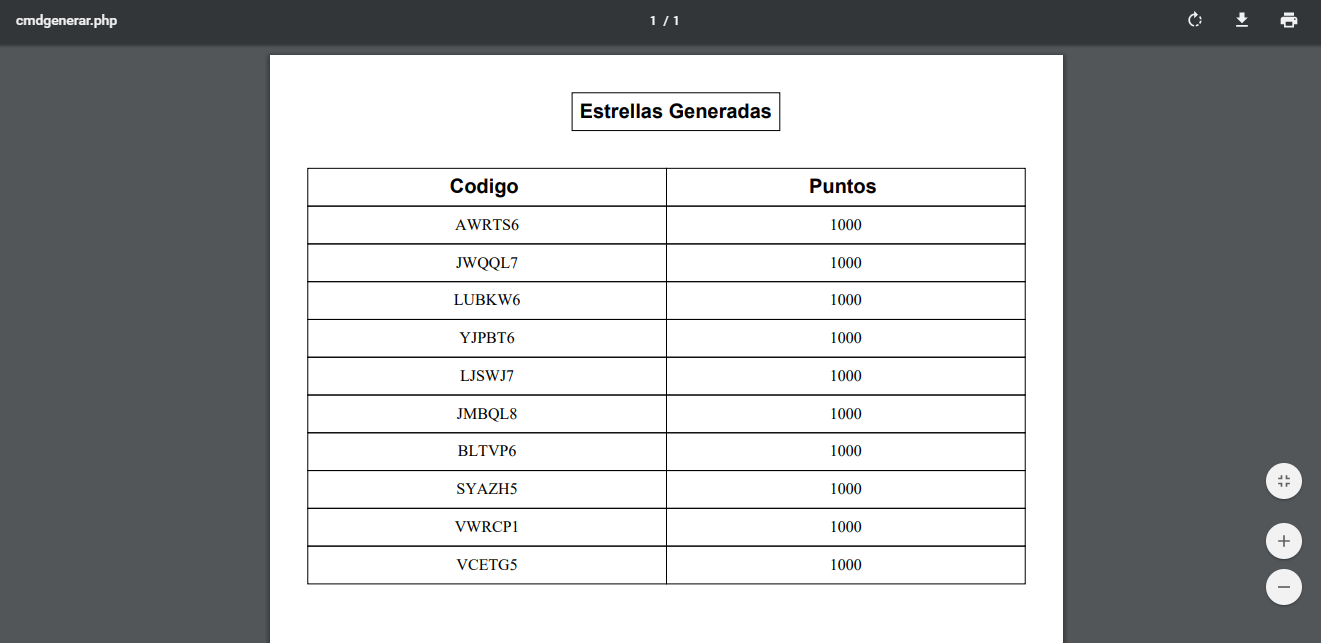 cmdgenerar.php
1 / 1
Estrellas Generadas
Codigo Puntos
AWRTS6 1000
JWQQL7 1000
LUBKW6 1000
YJPBT6 1000
LJSWJ7 1000
JMBQL8 1000
BLTVP6 1000
SYAZH5 1000
VWRCP1 1000
VCETG5 1000